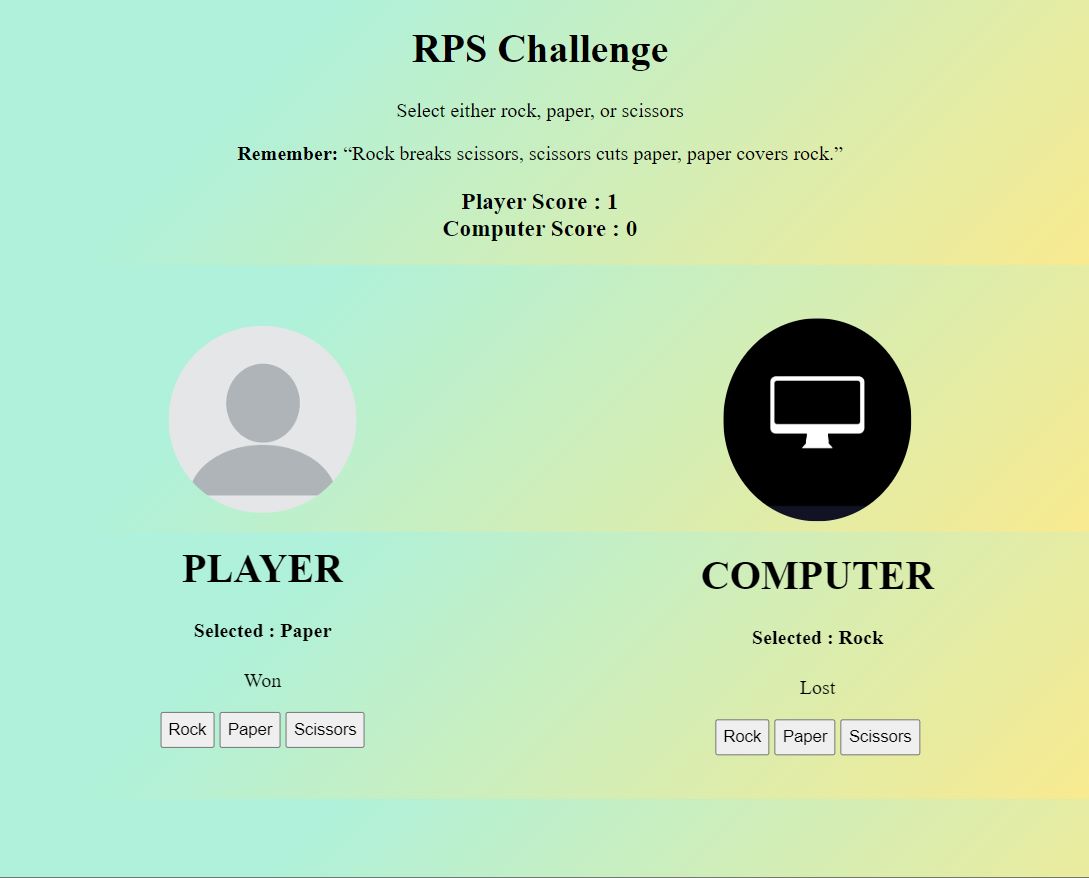 RPS Challenge
Select either rock, paper, or scissors
Remember: “Rock breaks scissors, scissors cuts paper, paper covers rock.”
Player Score : 1
Computer Score : 0
PLAYER
Selected : Paper
Won
Rock Paper Scissors
COMPUTER
Selected : Rock
Lost
Rock Paper Scissors